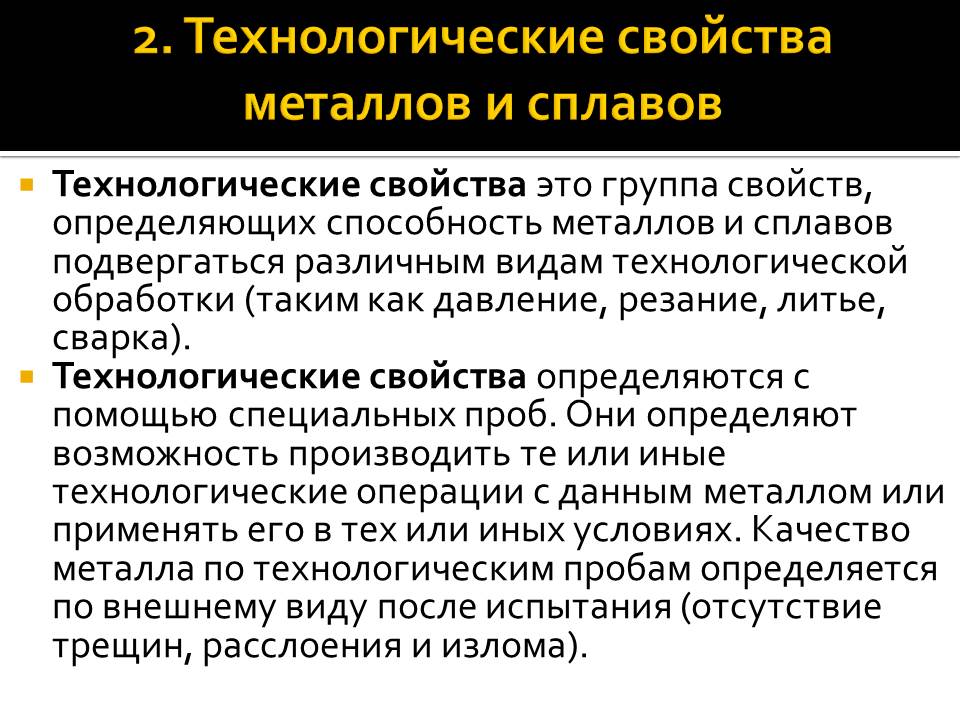 2. Технологические свойства
металлов и сплавов
Технологические свойства это группа свойств,
определяющих способность металлов и сплавов
подвергаться различным видам технологической
обработки (таким как давление, резание, литье,
сварка).
Технологические свойства определяются с
помощью специальных проб. Они определяют
возможность производить те или иные
технологические операции с данным металлом или
применять его в тех или иных условиях. Качество
металла по технологическим пробам определяется
по внешнему виду после испытания (отсутствие
трещин, расслоения и излома).